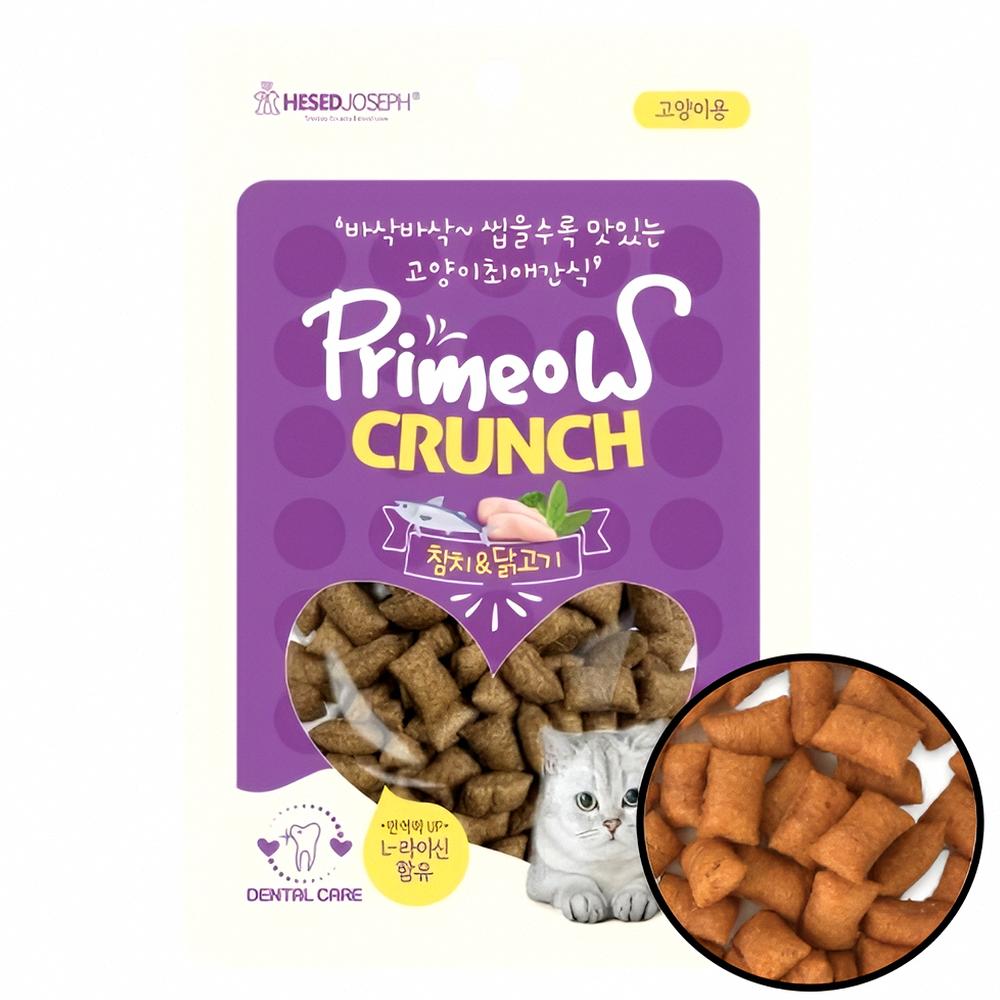 HESEDJOSEPH®
고양이용
'바삭바삭~ 씹을수록 맛있는
고양이최애간식'
Primeow
CRUNCH
참치&닭고기
•면역력 UP•
L-라이신
함유
DENTAL CARE